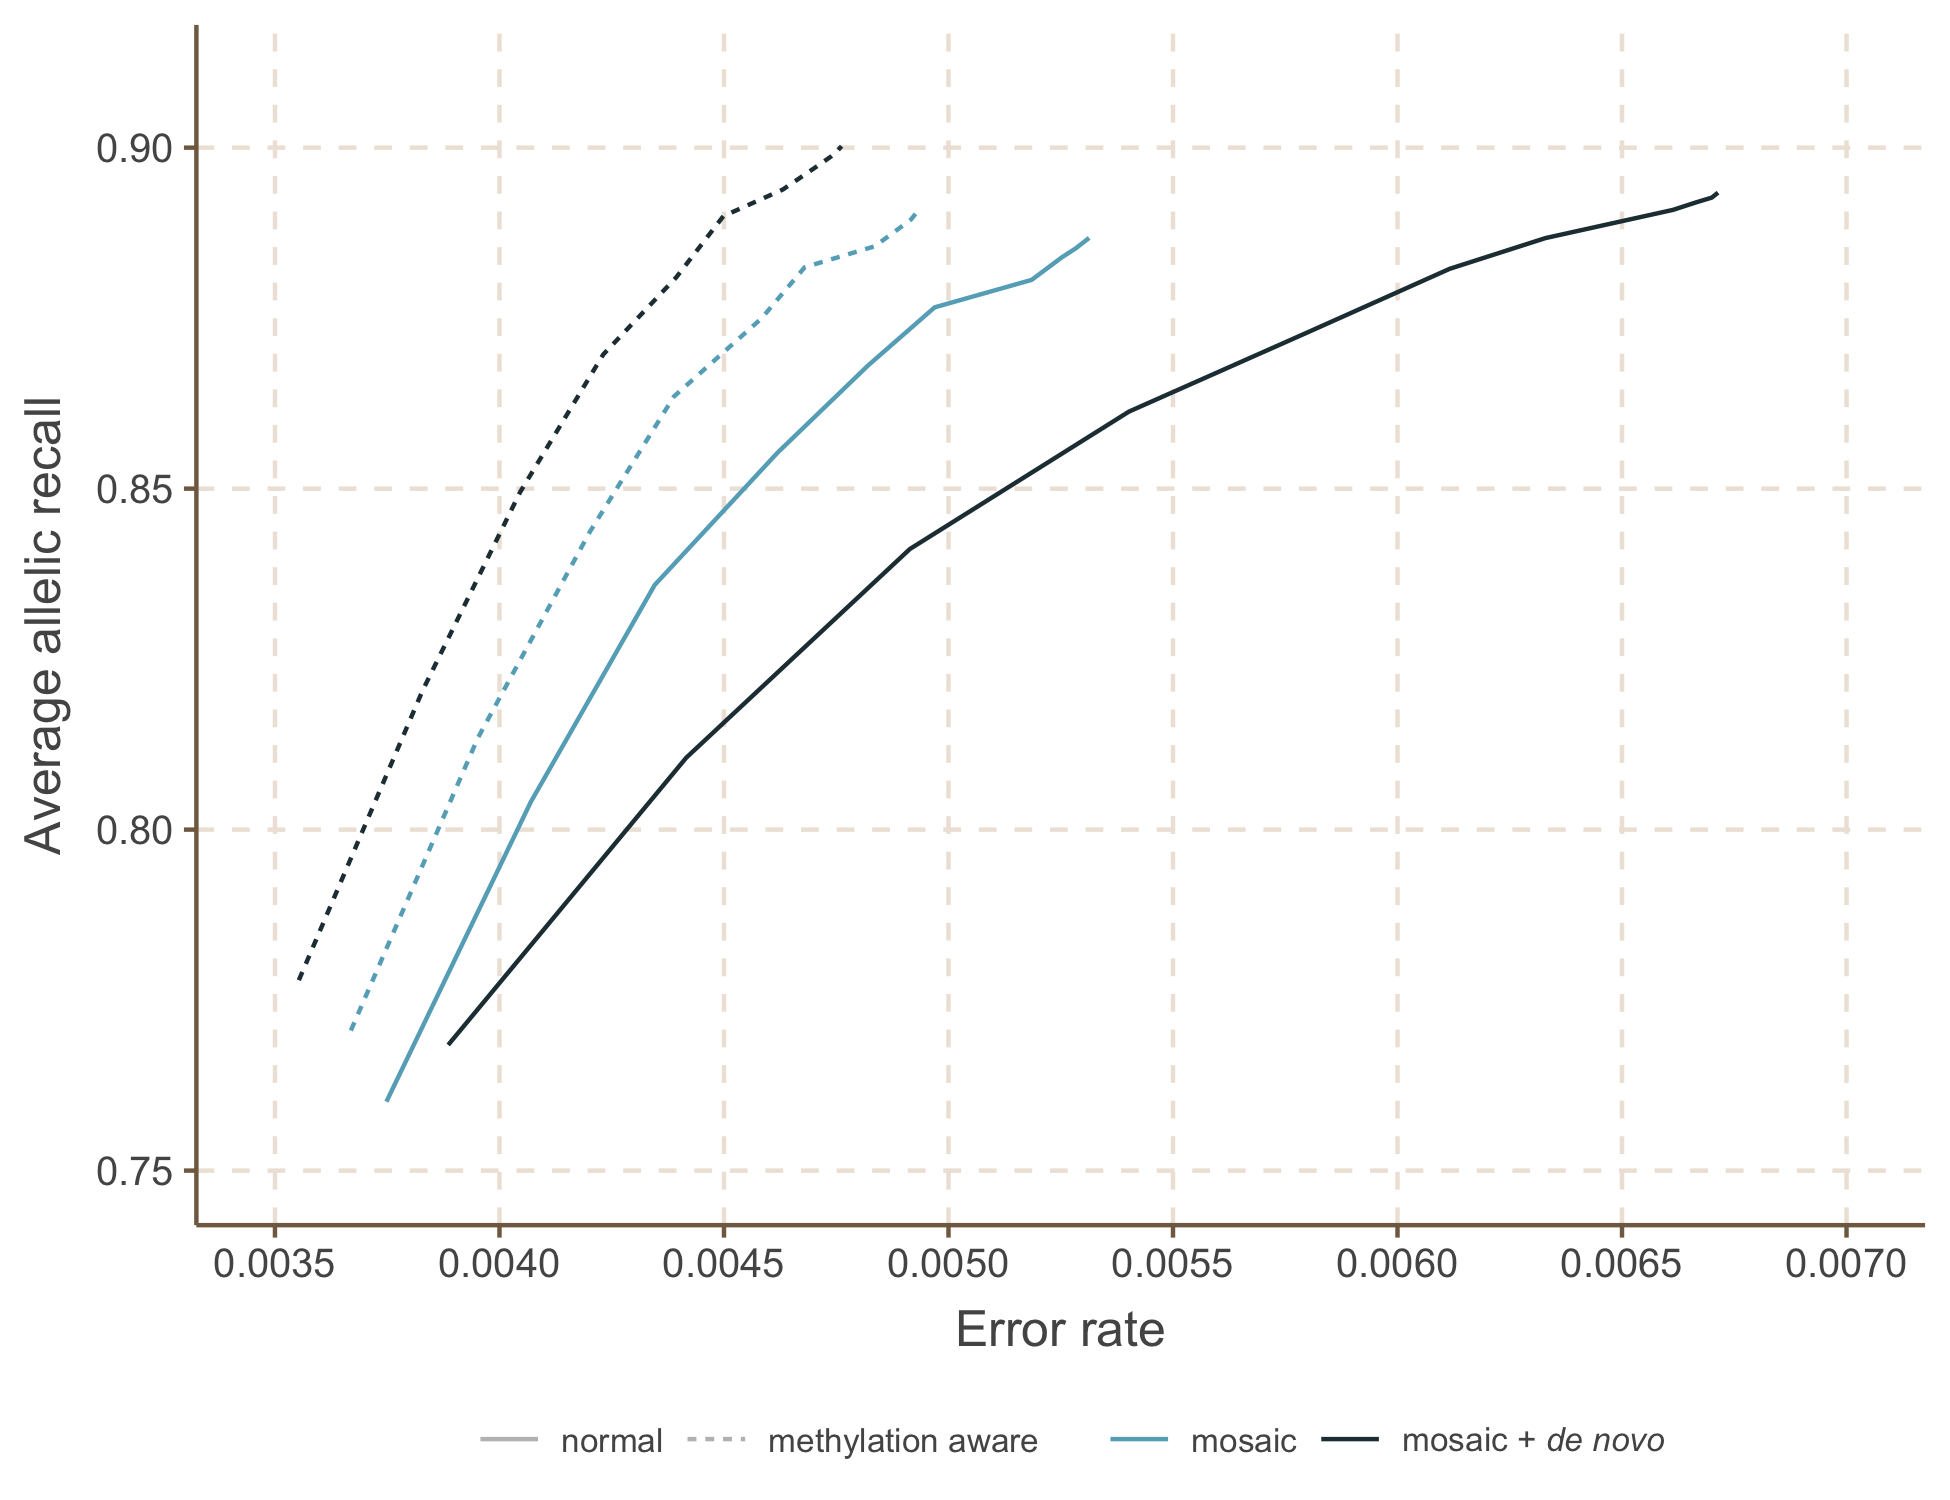 Average allelic recall
0.90
0.85
0.80
0.75
0.0035 0.0040 0.0045 0.0050 0.0055 0.0060 0.0065 0.0070
Error rate
normal methylation aware mosaic mosaic + de novo